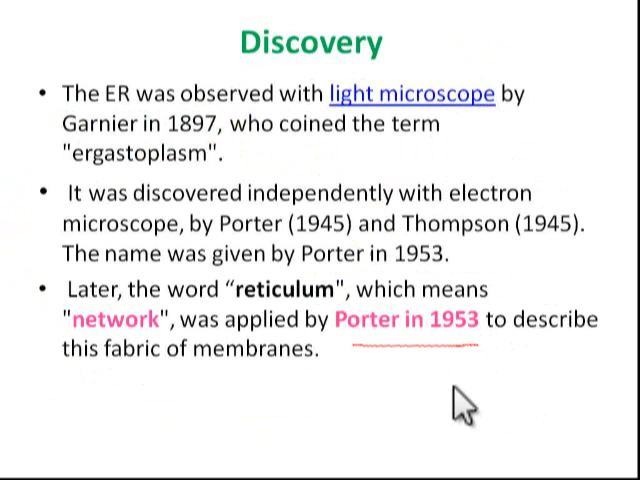 Discovery
• The ER was observed with light microscope by
Garnier in 1897, who coined the term
"ergastoplasm".
• It was discovered independently with electron
microscope, by Porter (1945) and Thompson (1945).
The name was given by Porter in 1953.
• Later, the word “reticulum", which means
"network", was applied by Porter in 1953 to describe
this fabric of membranes.